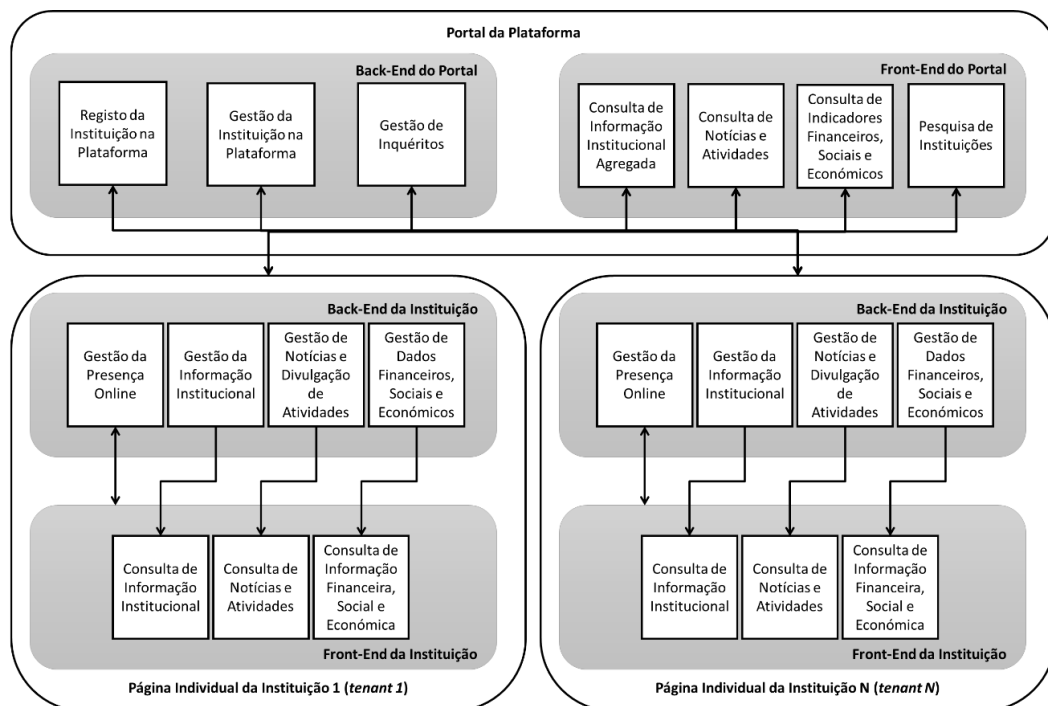 Portal da Plataforma
Back-End do Portal
Registo da
Instituição na
Plataforma
Gestão da
Instituição na
Plataforma
Gestão de
Inquéritos
Front-End do Portal
Consulta de
Informação
Institucional
Agregada
Consulta de
Notícias e
Atividades
Consulta de
Indicadores
Financeiros,
Sociais e
Económicos
Pesquisa de
Instituições
Back-End da Instituição
Gestão da
Presença
Online
Gestão da
Informação
Institucional
Gestão de
Notícias e
Divulgação
de
Atividades
Gestão de
Dados
Financeiros,
Sociais e
Económicos
Consulta de
Informação
Institucional
Consulta de
Notícias e
Atividades
Consulta de
Informação
Financeira,
Social e
Económica
Front-End da Instituição
Página Individual da Instituição 1 (tenant 1)
Back-End da Instituição
Gestão da
Presença
Online
Gestão da
Informação
Institucional
Gestão de
Notícias e
Divulgação
de
Atividades
Gestão de
Dados
Financeiros,
Sociais e
Económicos
Consulta de
Informação
Institucional
Consulta de
Notícias e
Atividades
Consulta de
Informação
Financeira,
Social e
Económica
Front-End da Instituição
Página Individual da Instituição N (tenant N)